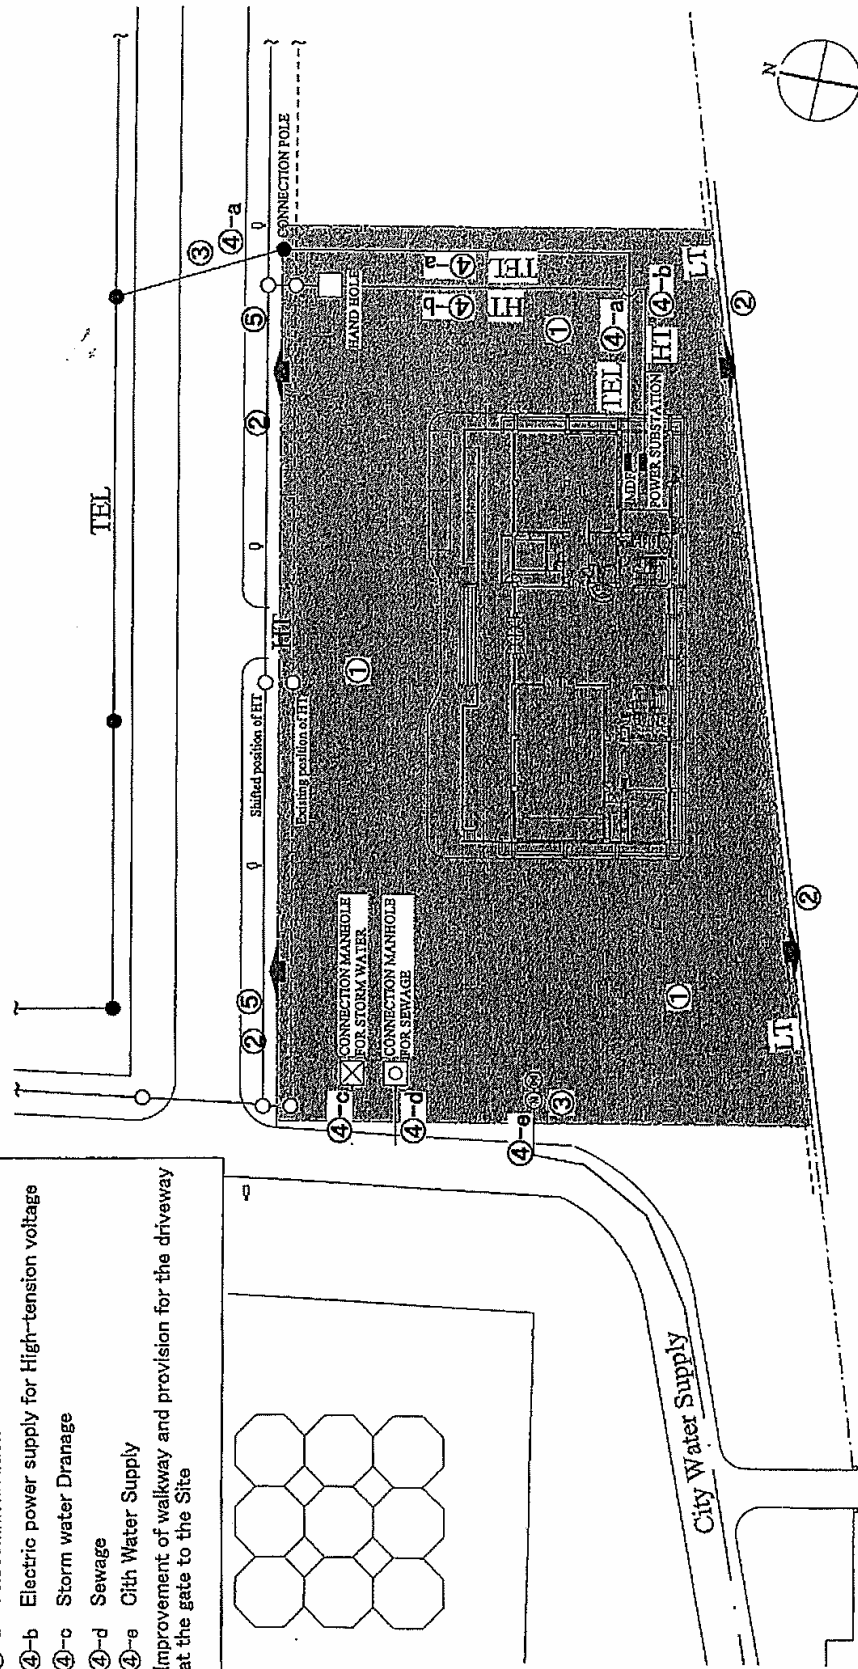 ④-b Electric power supply for High-tension voltage
④-c Storm water Dranage
④-d Sewage
④-e Cith Water Supply
Improvement of walkway and provision for the driveway
at the gate to the Site
TEL
③
④-a
CONNECTION POLE
② ⑤
②
⑤
Shifted position of HT
HT
Existing position of HT
HAND HOLE
④-b
HT
④-a
TEL
①
①
①
④-c
CONNECTION MANHOLE
FOR STORM WATER
④-d
CONNECTION MANHOLE
FOR SEWAGE
④-e
③
TEL
④-a
HT
④-b
MDF
POWER SUBSTATION
LT
②
LT
②
City Water Supply
N